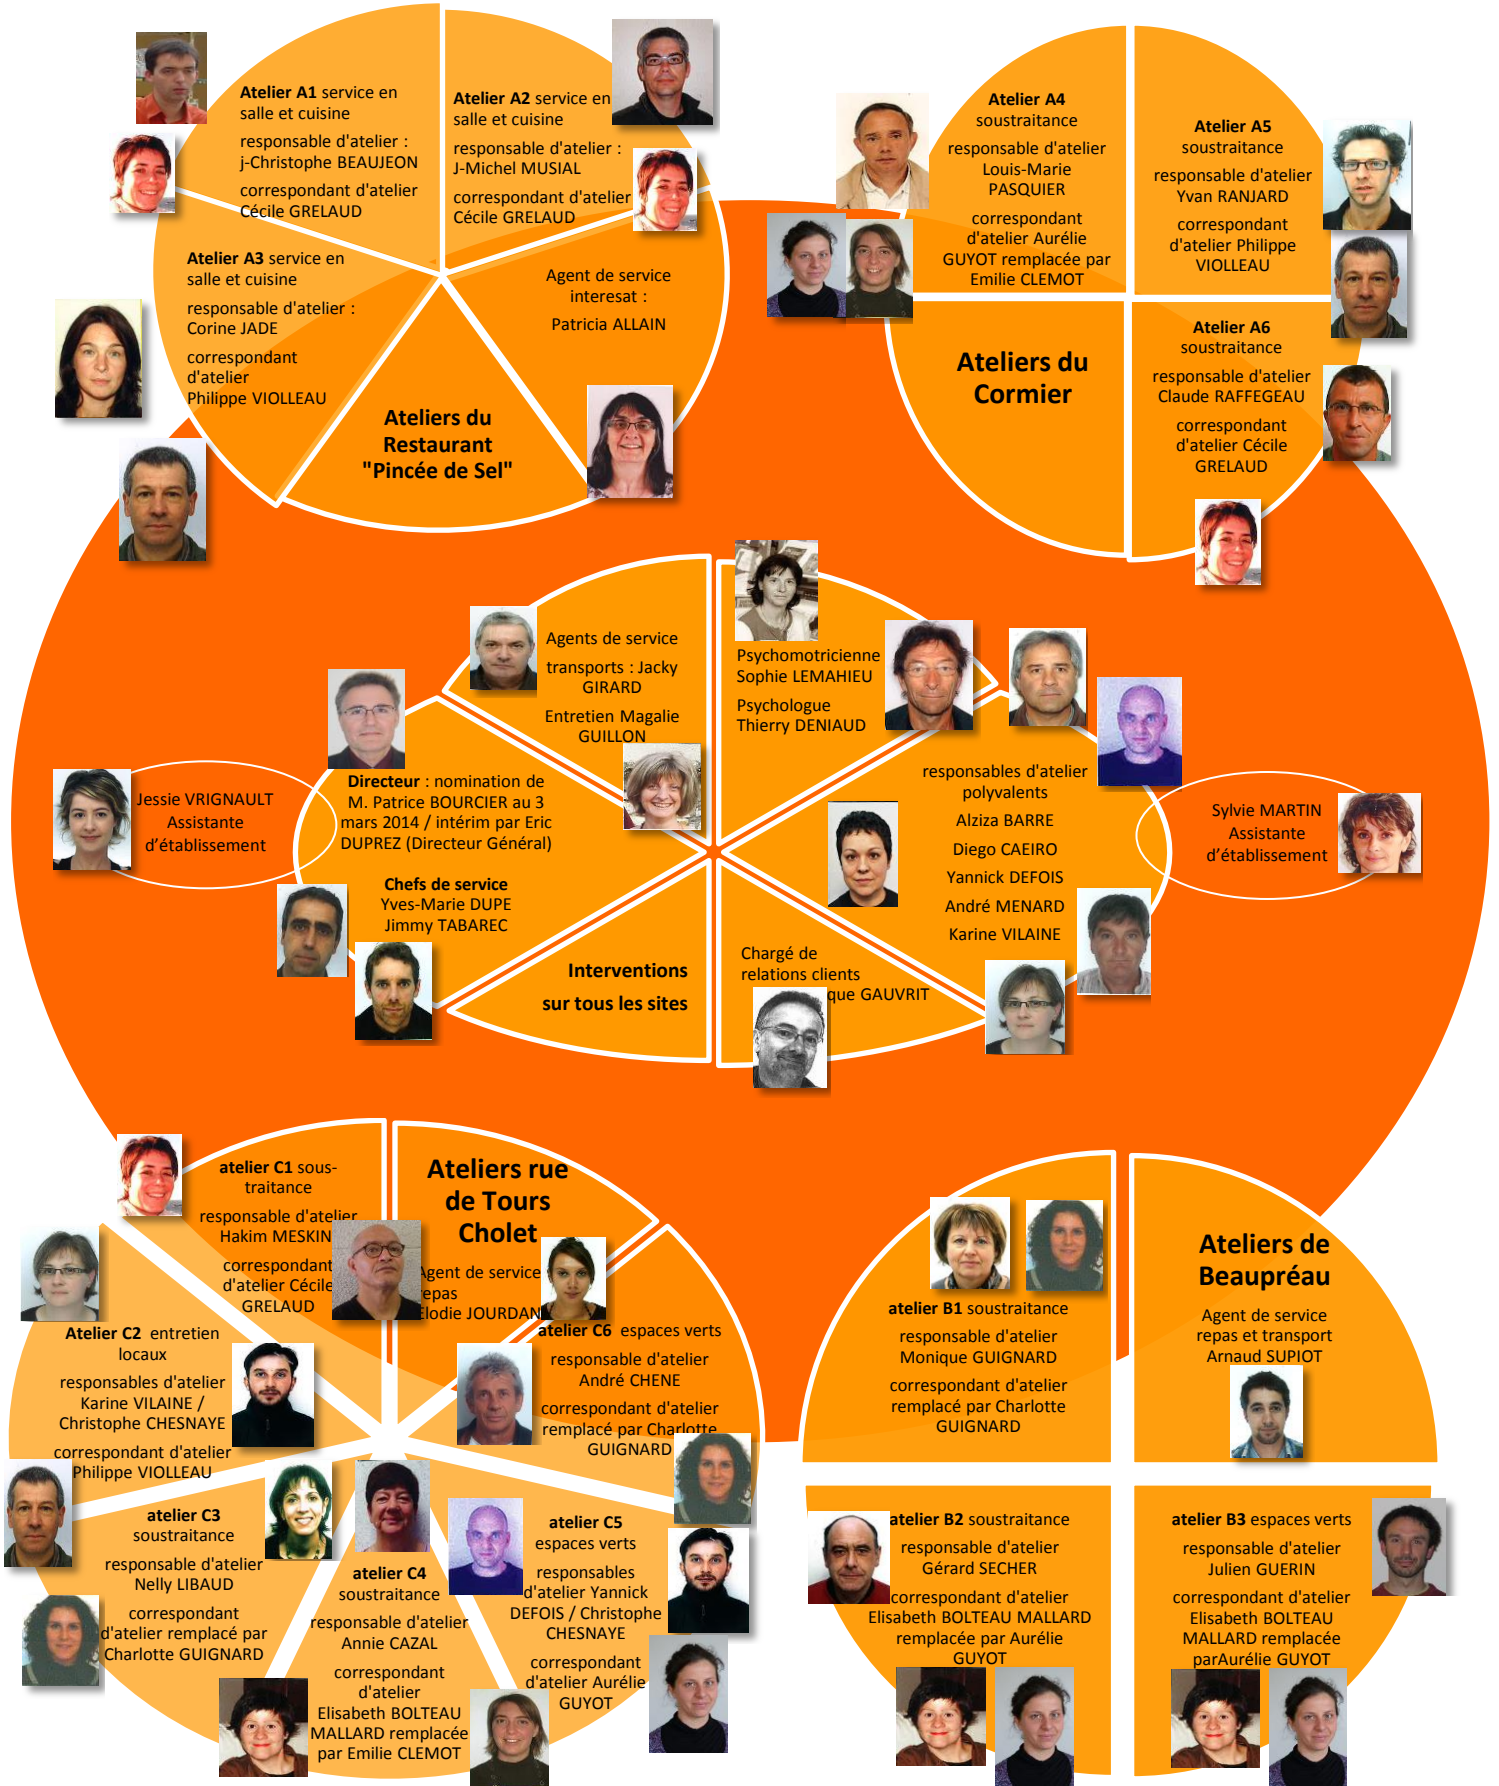 Atelier A1 service en
salle et cuisine
responsable d'atelier :
j-Christophe BEAUJEON
correspondant d'atelier
Cécile GRELAUD
Atelier A2 service en
salle et cuisine
responsable d'atelier :
J-Michel MUSIAL
correspondant d'atelier
Cécile GRELAUD
Atelier A3 service en
salle et cuisine
responsable d'atelier :
Corine JADE
correspondant
d'atelier
Philippe VIOLLEAU
Agent de service
interesat :
Patricia ALLAIN
Ateliers du
Restaurant
"Pincée de Sel"
Atelier A4
soustraitance
responsable d'atelier
Louis-Marie
PASQUIER
correspondant
d'atelier Aurélie
GUYOT remplacée par
Emilie CLEMOT
Atelier A5
soustraitance
responsable d'atelier
Yvan RANJARD
correspondant
d'atelier Philippe
VIOLLEAU
Ateliers du
Cormier
Atelier A6
soustraitance
responsable d'atelier
Claude RAFFEGEAU
correspondant
d'atelier Cécile
GRELAUD
Agents de service
transports : Jacky
GIRARD
Entretien Magalie
GUILLON
Psychomotricienne
Sophie LEMAHIEU
Psychologue
Thierry DENIAUD
Jessie VRIGNAULT
Assistante
d’établissement
Directeur : nomination de
M. Patrice BOURCIER au 3
mars 2014 / intérim par Eric
DUPREZ (Directeur Général)
Chefs de service
Yves-Marie DUPE
Jimmy TABAREC
responsables d'atelier
polyvalents
Alziza BARRE
Diego CAEIRO
Yannick DEFOIS
André MENARD
Karine VILAINE
Sylvie MARTIN
Assistante
d’établissement
Interventions
sur tous les sites
Chargé de
relations clients
que GAUVRIT
atelier C1 sous-
traitance
responsable d'atelier
Hakim MESKINI
correspondant
d'atelier Cécile
GRELAUD
Ateliers rue
de Tours
Cholet
Agent de service
repas
Elodie JOURDAN
Atelier C2 entretien
locaux
responsables d'atelier
Karine VILAINE /
Christophe CHESNAYE
correspondant d'atelier
Philippe VIOLLEAU
atelier C6 espaces verts
responsable d'atelier
André CHENE
correspondant d'atelier
remplacé par Charlotte
GUIGNARD
atelier C3
soustraitance
responsable d'atelier
Nelly LIBAUD
correspondant
d'atelier remplacé par
Charlotte GUIGNARD
atelier C4
soustraitance
responsable d'atelier
Annie CAZAL
correspondant
d'atelier
Elisabeth BOLTEAU
MALLARD remplacée
par Emilie CLEMOT
atelier C5
espaces verts
responsables
d'atelier Yannick
DEFOIS / Christophe
CHESNAYE
correspondant
d'atelier Aurélie
GUYOT
atelier B1 soustraitance
responsable d'atelier
Monique GUIGNARD
correspondant d'atelier
remplacé par Charlotte
GUIGNARD
Ateliers de
Beaupréau
Agent de service
repas et transport
Arnaud SUPIOT
atelier B2 soustraitance
responsable d'atelier
Gérard SECHER
correspondant d'atelier
Elisabeth BOLTEAU MALLARD
remplacée par Aurélie
GUYOT
atelier B3 espaces verts
responsable d'atelier
Julien GUERIN
correspondant d'atelier
Elisabeth BOLTEAU
MALLARD remplacée
parAurélie GUYOT